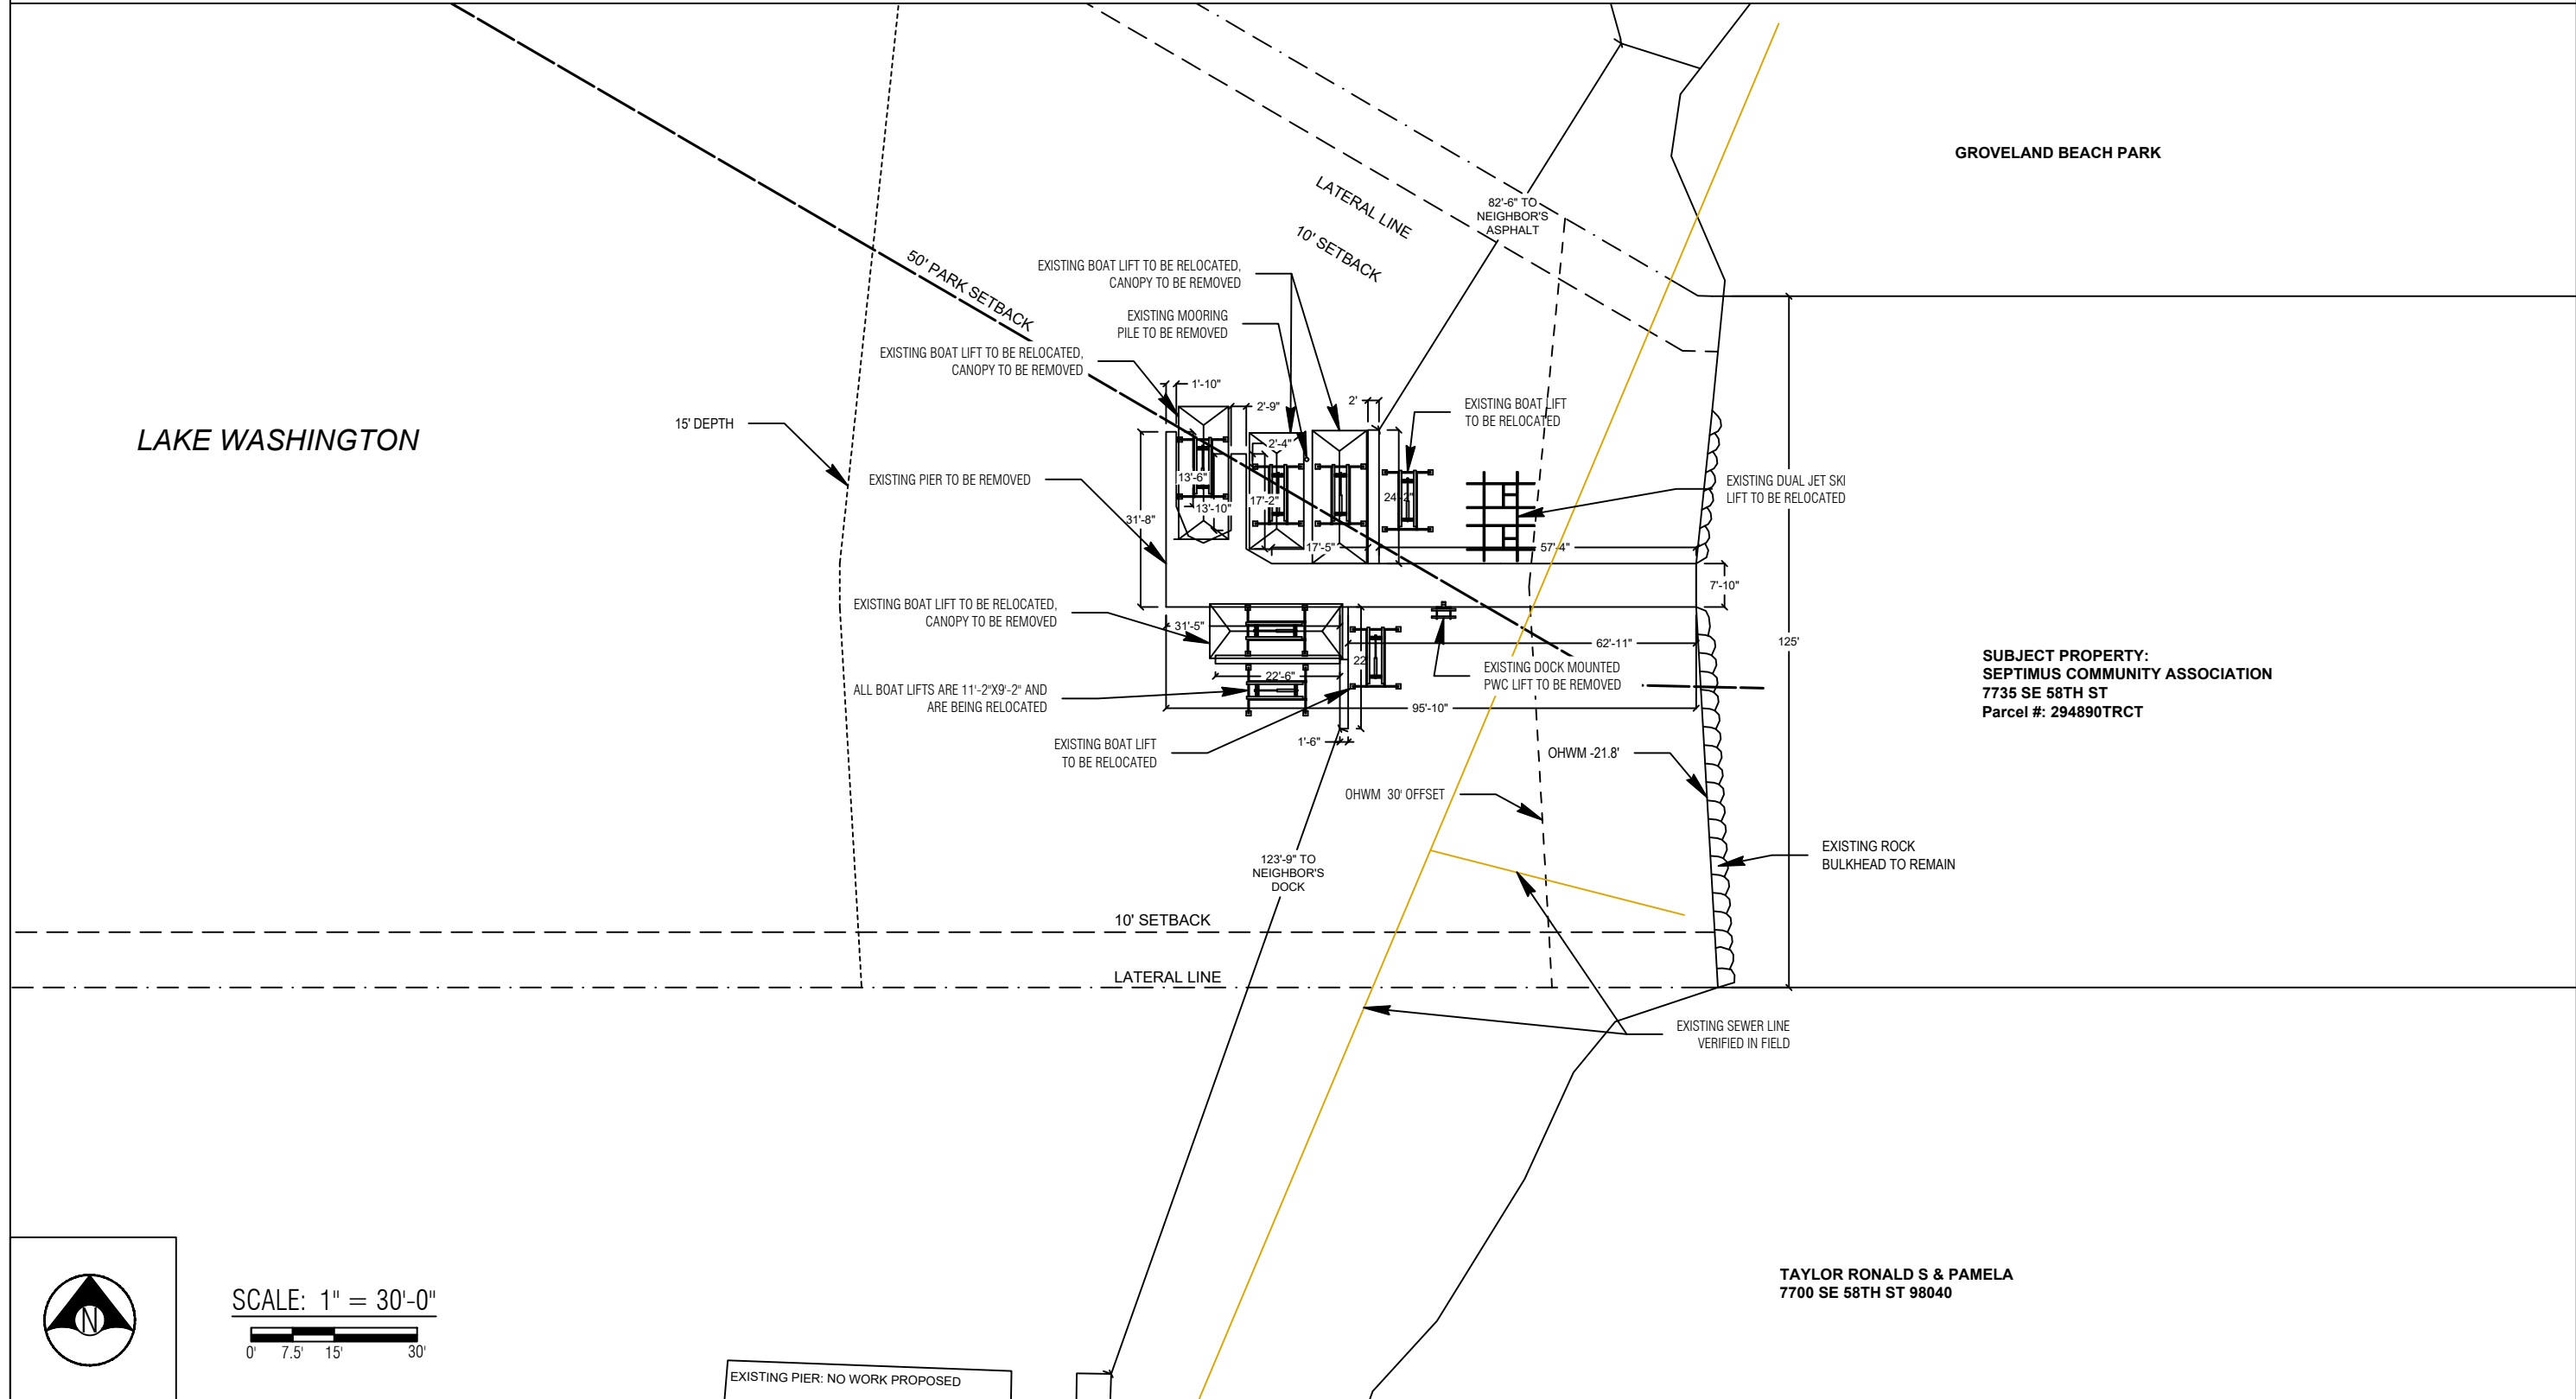 GROVELAND BEACH PARK
LATERAL LINE
10' SETBACK
82'-6" TO
NEIGHBOR'S
ASPHALT
50' PARK SETBACK
EXISTING BOAT LIFT TO BE RELOCATED,
CANOPY TO BE REMOVED
EXISTING MOORING
PILE TO BE REMOVED
EXISTING BOAT LIFT TO BE RELOCATED,
CANOPY TO BE REMOVED
1'-10"
2'-9"
2'
EXISTING BOAT LIFT
TO BE RELOCATED
15' DEPTH
LAKE WASHINGTON
2'-4"
EXISTING PIER TO BE REMOVED
13'-6"
17'-2"
24'-2"
13'-10"
31'-8"
EXISTING DUAL JET SKI
LIFT TO BE RELOCATED
17'-5"
57'-4"
7'-10"
EXISTING BOAT LIFT TO BE RELOCATED,
CANOPY TO BE REMOVED
31'-5"
62'-11"
125'
22'
22'-6"
EXISTING DOCK MOUNTED
PWC LIFT TO BE REMOVED
SUBJECT PROPERTY:
SEPTIMUS COMMUNITY ASSOCIATION
7735 SE 58TH ST
Parcel #: 294890TRCT
ALL BOAT LIFTS ARE 11'-2"X9'-2" AND
ARE BEING RELOCATED
95'-10"
1'-6"
EXISTING BOAT LIFT
TO BE RELOCATED
OHWM -21.8'
OHWM 30' OFFSET
EXISTING ROCK
BULKHEAD TO REMAIN
123'-9" TO
NEIGHBOR'S
DOCK
10' SETBACK
LATERAL LINE
EXISTING SEWER LINE
VERIFIED IN FIELD
TAYLOR RONALD S & PAMELA
7700 SE 58TH ST 98040
N
SCALE: 1" = 30'-0"
0' 7.5' 15' 30'
EXISTING PIER: NO WORK PROPOSED